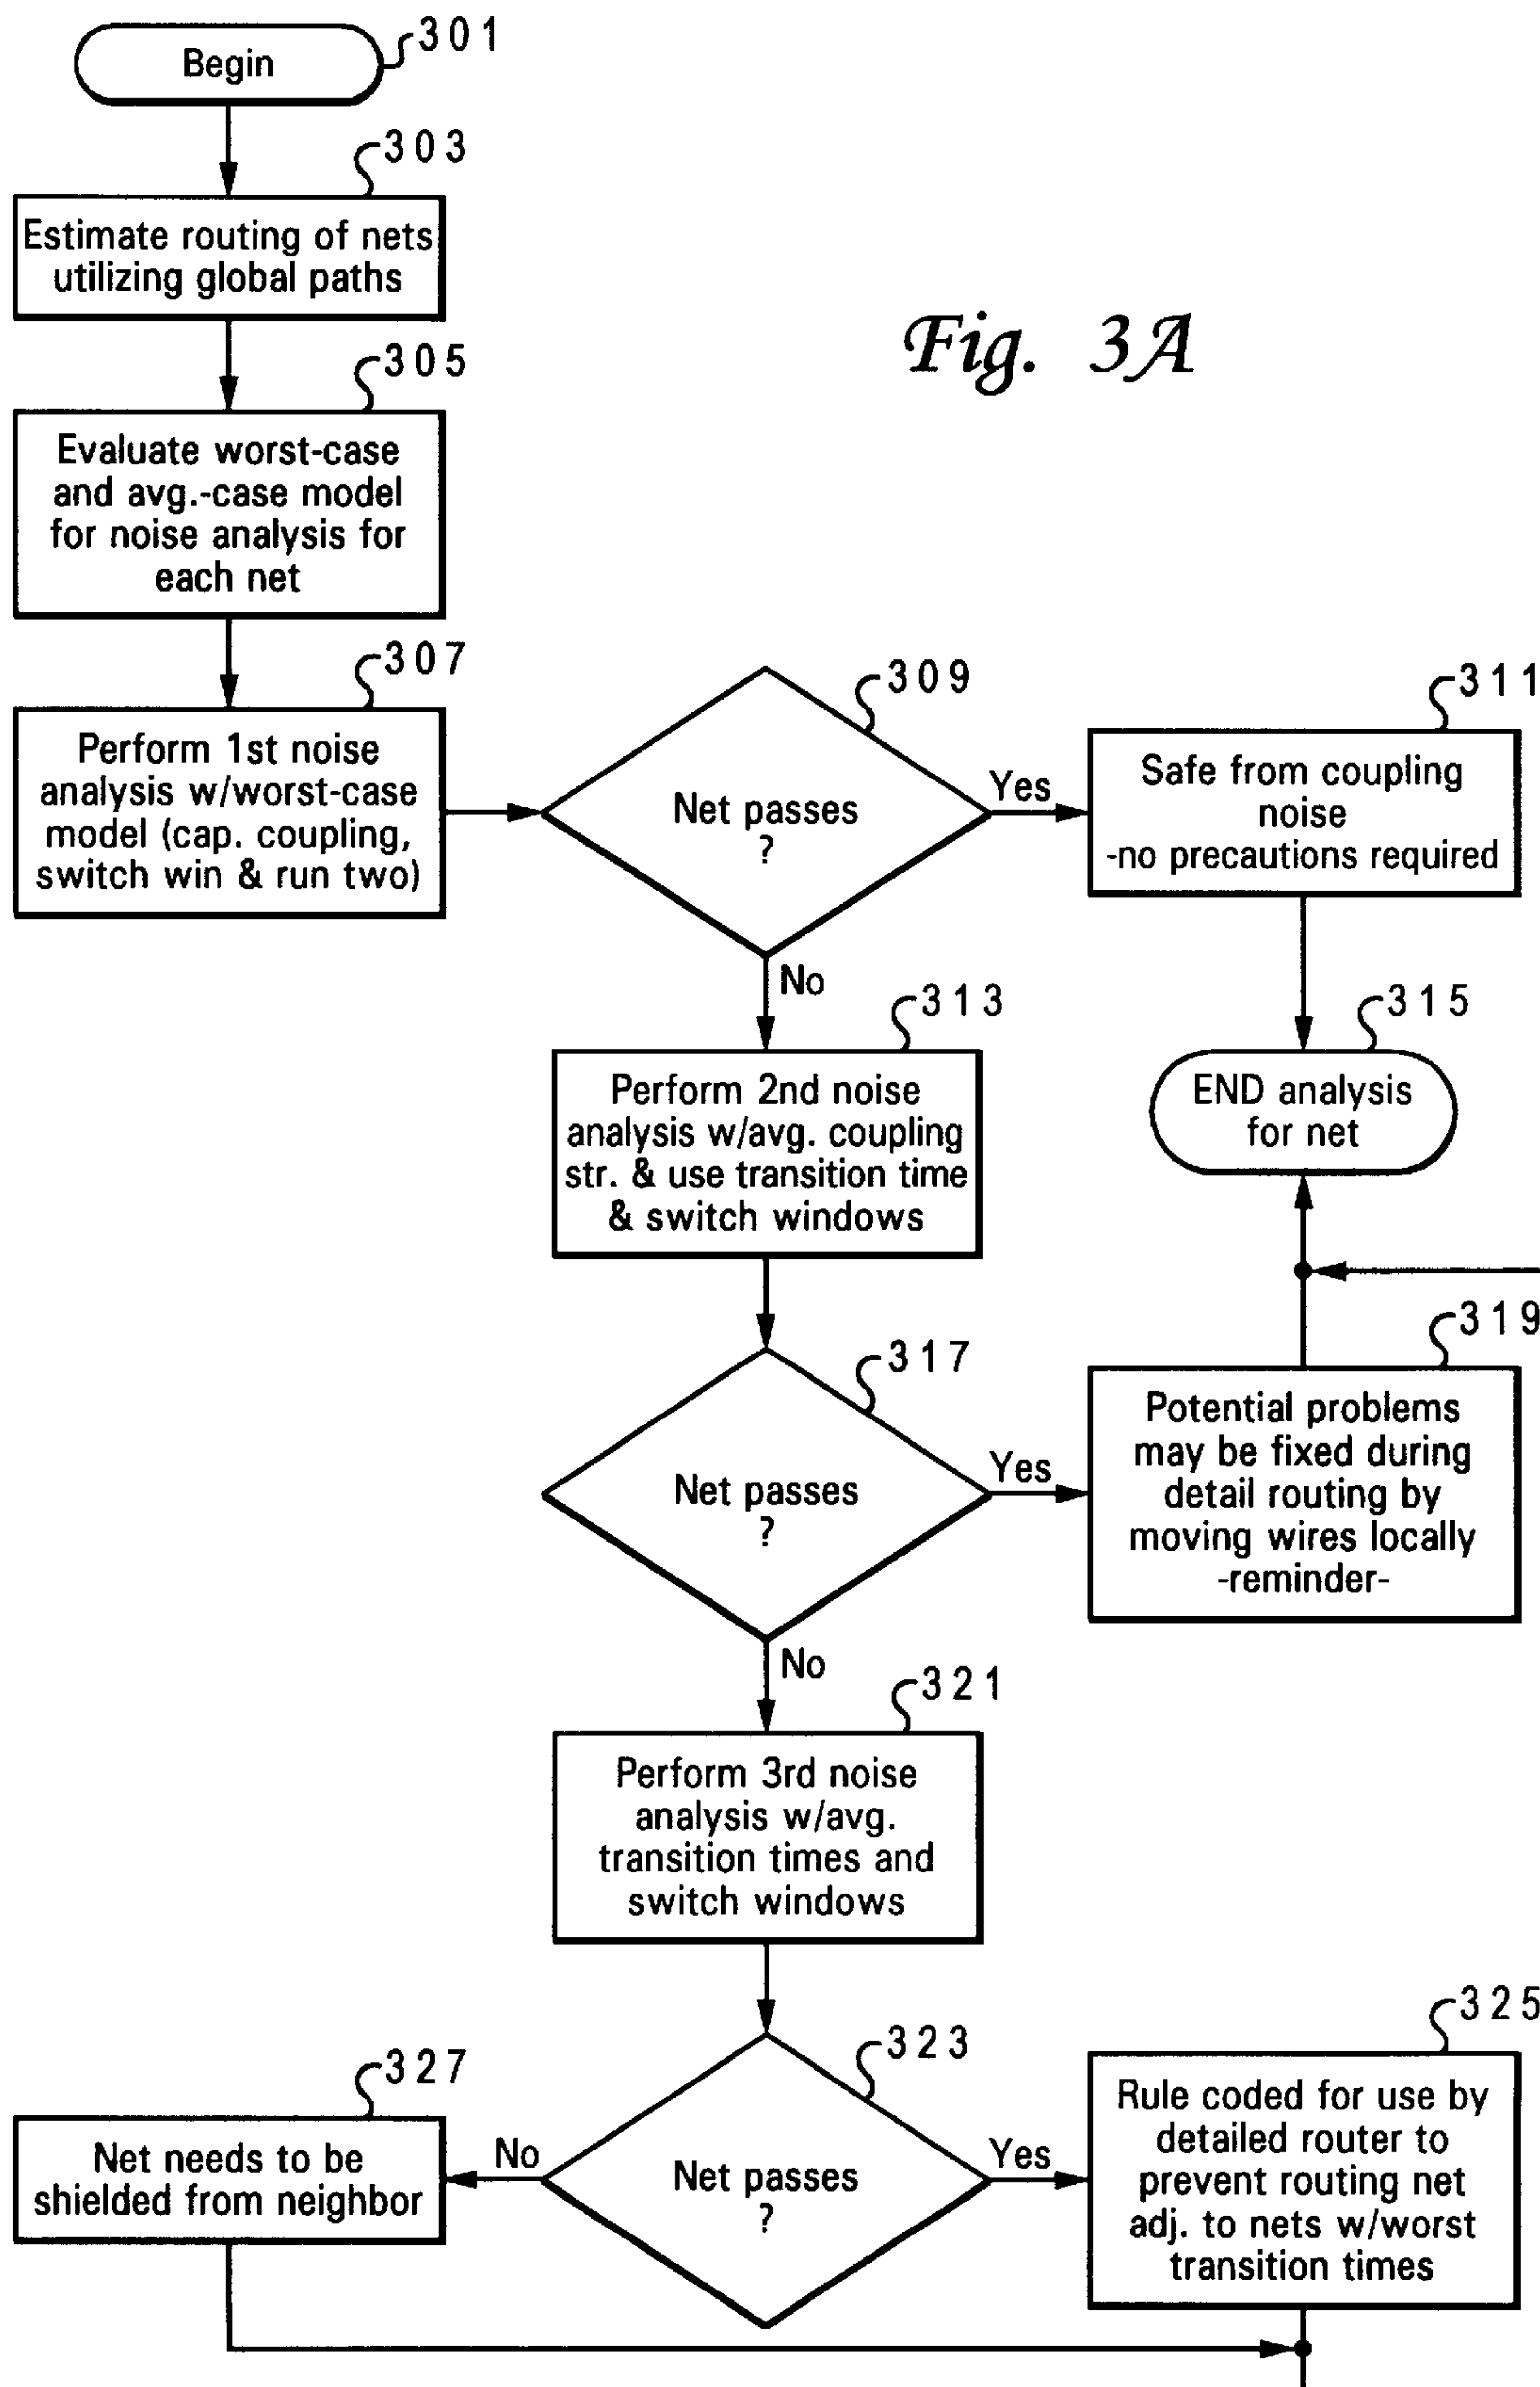 Begin
301
303
Estimate routing of nets
utilizing global paths
Fig. 3A
305
Evaluate worst-case
and avg.-case model
for noise analysis for
each net
307
Perform 1st noise
analysis w/worst-case
model (cap. coupling,
switch win & run two)
309
Net passes
?
Yes
No
311
Safe from coupling
noise
-no precautions required
313
Perform 2nd noise
analysis w/avg. coupling
str. & use transition time
& switch windows
315
END analysis
for net
317
Net passes
?
Yes
No
319
Potential problems
may be fixed during
detail routing by
moving wires locally
-reminder-
321
Perform 3rd noise
analysis w/avg.
transition times and
switch windows
323
Net passes
?
Yes
No
325
Rule coded for use by
detailed router to
prevent routing net
adj. to nets w/worst
transition times
327
Net needs to be
shielded from neighbor